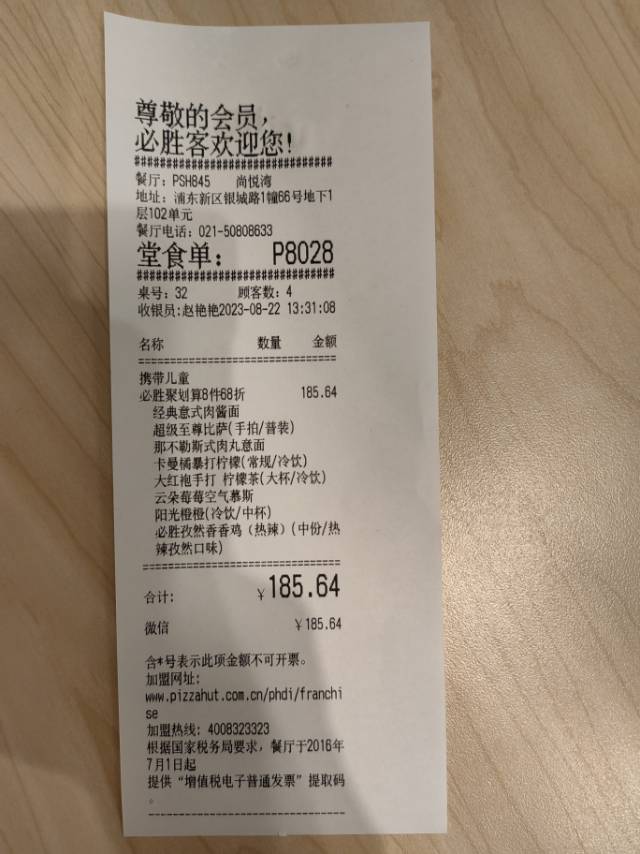 尊敬的会员，
必胜客欢迎您！
##################################
餐厅：PSH845 尚悦湾
地址：浦东新区银城路1幢66号地下1
层102单元
餐厅电话：021-50808633
堂食单： P8028
##################################
桌号：32 顾客数：4
收银员:赵艳艳2023-08-22 13:31:08
名称 数量 金额
==================================
携带儿童
必胜聚划算8件68折 185.64
经典意式肉酱面
超级至尊比萨(手拍/普装)
那不勒斯式肉丸意面
卡曼橘暴打柠檬(常规/冷饮)
大红袍手打 柠檬茶(大杯/冷饮)
云朵莓莓空气慕斯
阳光橙橙(冷饮/中杯)
必胜孜然香香鸡（热辣）(中份/热
辣孜然口味)
==================================
合计: ￥185.64
微信 ￥185.64
含*号表示此项金额不可开票。
加盟网址:
www.pizzahut.com.cn/phdi/franchi
se
加盟热线: 4008323323
根据国家税务局要求，餐厅于2016年
7月1日起
提供“增值税电子普通发票”提取码
。
----------------------------------